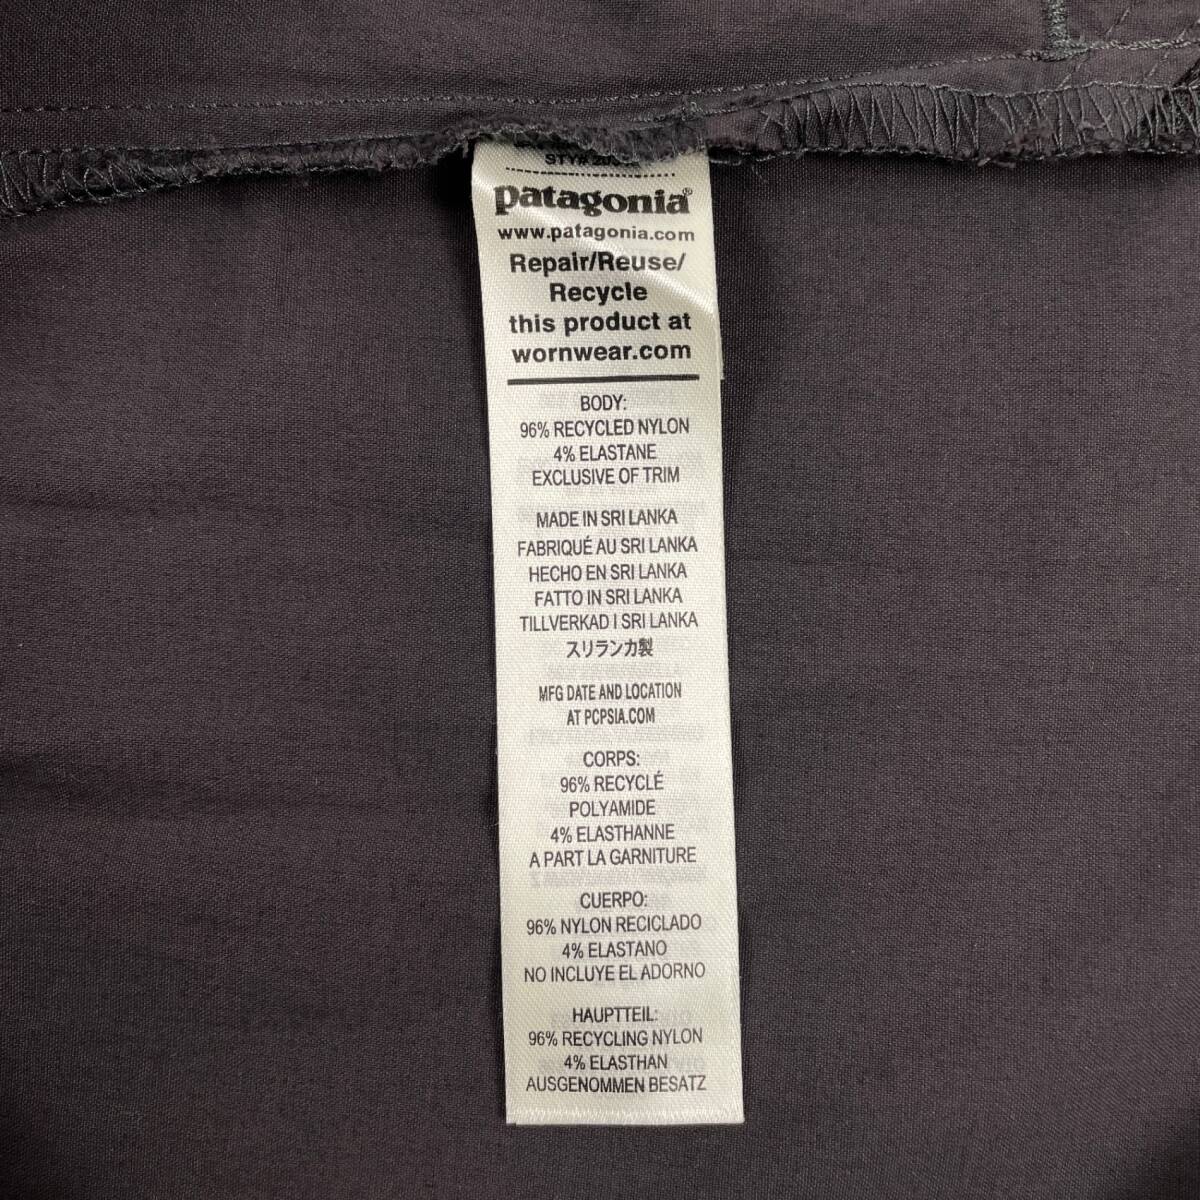 patagonia®
www.patagonia.com
Repair/Reuse/
Recycle
this product at
wornwear.com
BODY:
96% RECYCLED NYLON
4% ELASTANE
EXCLUSIVE OF TRIM
MADE IN SRI LANKA
FABRIQUÉ AU SRI LANKA
HECHO EN SRI LANKA
FATTO IN SRI LANKA
TILLVERKAD I SRI LANKA
スリランカ製
MFG DATE AND LOCATION
AT PCPSIA.COM
CORPS:
96% RECYCLÉ
POLYAMIDE
4% ELASTHANNE
A PART LA GARNITURE
CUERPO:
96% NYLON RECICLADO
4% ELASTANO
NO INCLUYE EL ADORNO
HAUPTTEIL:
96% RECYCLING NYLON
4% ELASTHAN
AUSGENOMMEN BESATZ